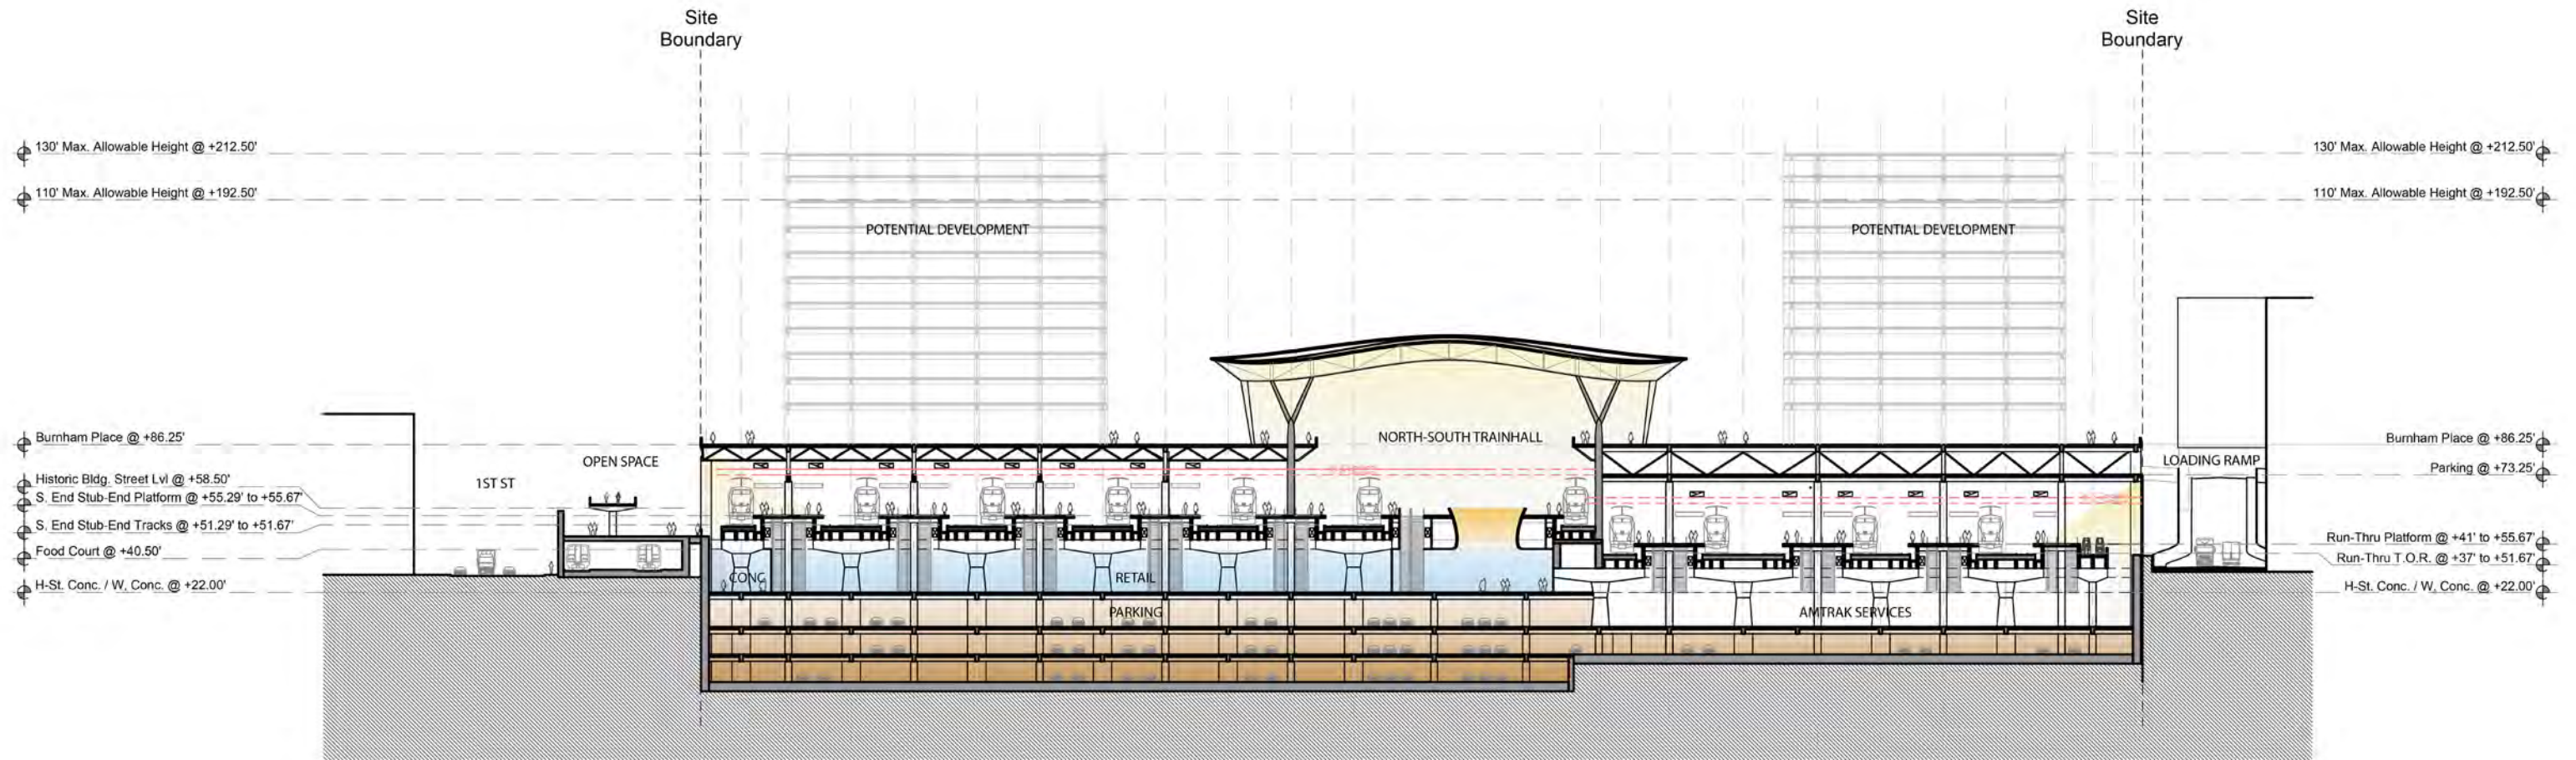 Site
Boundary
Site
Boundary
130' Max. Allowable Height @ +212.50'
130' Max. Allowable Height @ +212.50'
110' Max. Allowable Height @ +192.50'
110' Max. Allowable Height @ +192.50'
POTENTIAL DEVELOPMENT
POTENTIAL DEVELOPMENT
Burnham Place @ +86.25'
NORTH-SOUTH TRAINHALL
Burnham Place @ +86.25'
OPEN SPACE
LOADING RAMP
Parking @ +73.25'
Historic Bldg. Street Lvl @ +58.50'
1ST ST
S. End Stub-End Platform @ +55.29' to +55.67'
S. End Stub-End Tracks @ +51.29' to +51.67'
Run-Thru Platform @ +41' to +55.67'
Food Court @ +40.50'
Run-Thru T.O.R. @ +37' to +51.67'
CONC
RETAIL
H-St. Conc. / W. Conc. @ +22.00'
H-St. Conc. / W. Conc. @ +22.00'
PARKING
AMTRAK SERVICES